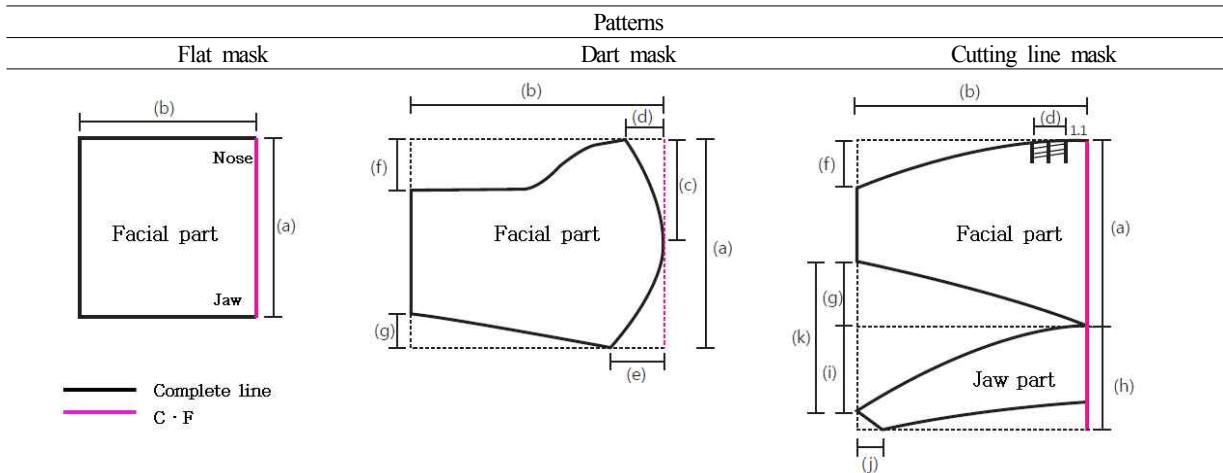 Patterns
Flat mask Dart mask Cutting line mask
(b)
Nose
Facial part
(a)
Jaw
Complete line
C · F
(b)
(d)
(f)
(c)
Facial part
(a)
(g)
(e)
(b)
(d)
1.1
(f)
Facial part
(a)
(g)
(k)
(i)
Jaw part
(h)
(j)